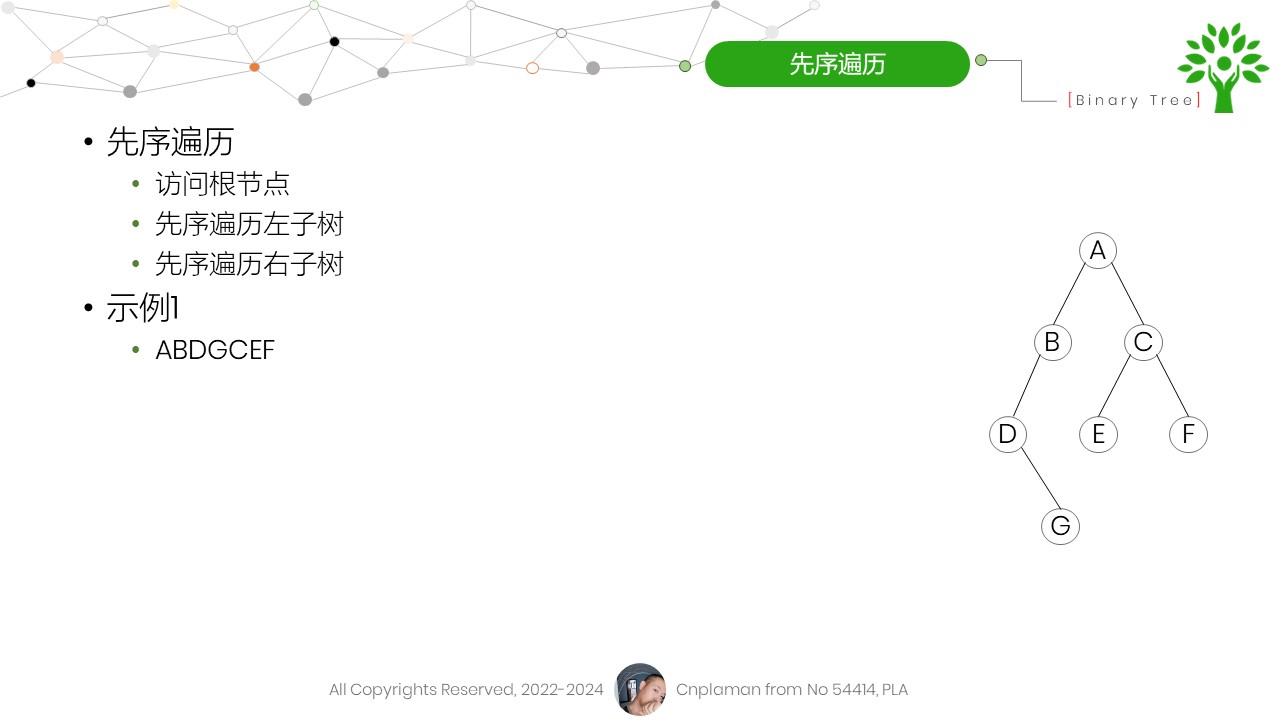 先序遍历
[Binary Tree]
• 先序遍历
• 访问根节点
• 先序遍历左子树
• 先序遍历右子树
• 示例1
• ABDGCEF
A
B
C
D
E
F
G
All Copyrights Reserved, 2022-2024
Cnplaman from No 54414, PLA